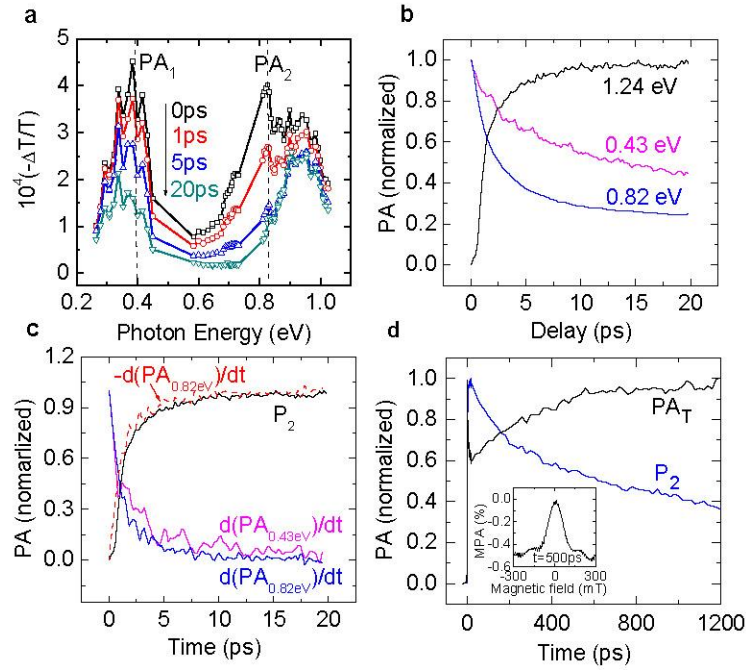 a
5
4
3
2
1
0
10⁴(-ΔT/T)
PA₁
PA₂
0ps
1ps
5ps
20ps
0.2 0.4 0.6 0.8 1.0
Photon Energy (eV)
b
1.0
0.8
0.6
0.4
0.2
0.0
PA (normalized)
1.24 eV
0.43 eV
0.82 eV
0 5 10 15 20
Delay (ps)
c
1.2
0.9
0.6
0.3
0.0
PA (nomarlized)
-d(PA₀.₈₂ₑV)/dt
P₂
d(PA₀.₄₃ₑV)/dt
d(PA₀.₈₂ₑV)/dt
0 5 10 15 20
Time (ps)
d
1.0
0.8
0.6
0.4
0.2
0.0
PA (normalized)
PA_T
P₂
0.0
-0.2
-0.4
-0.6
MPA (%)
t=500ps
-300 0 300
Magnetic field (mT)
0 400 800 1200
Time (ps)